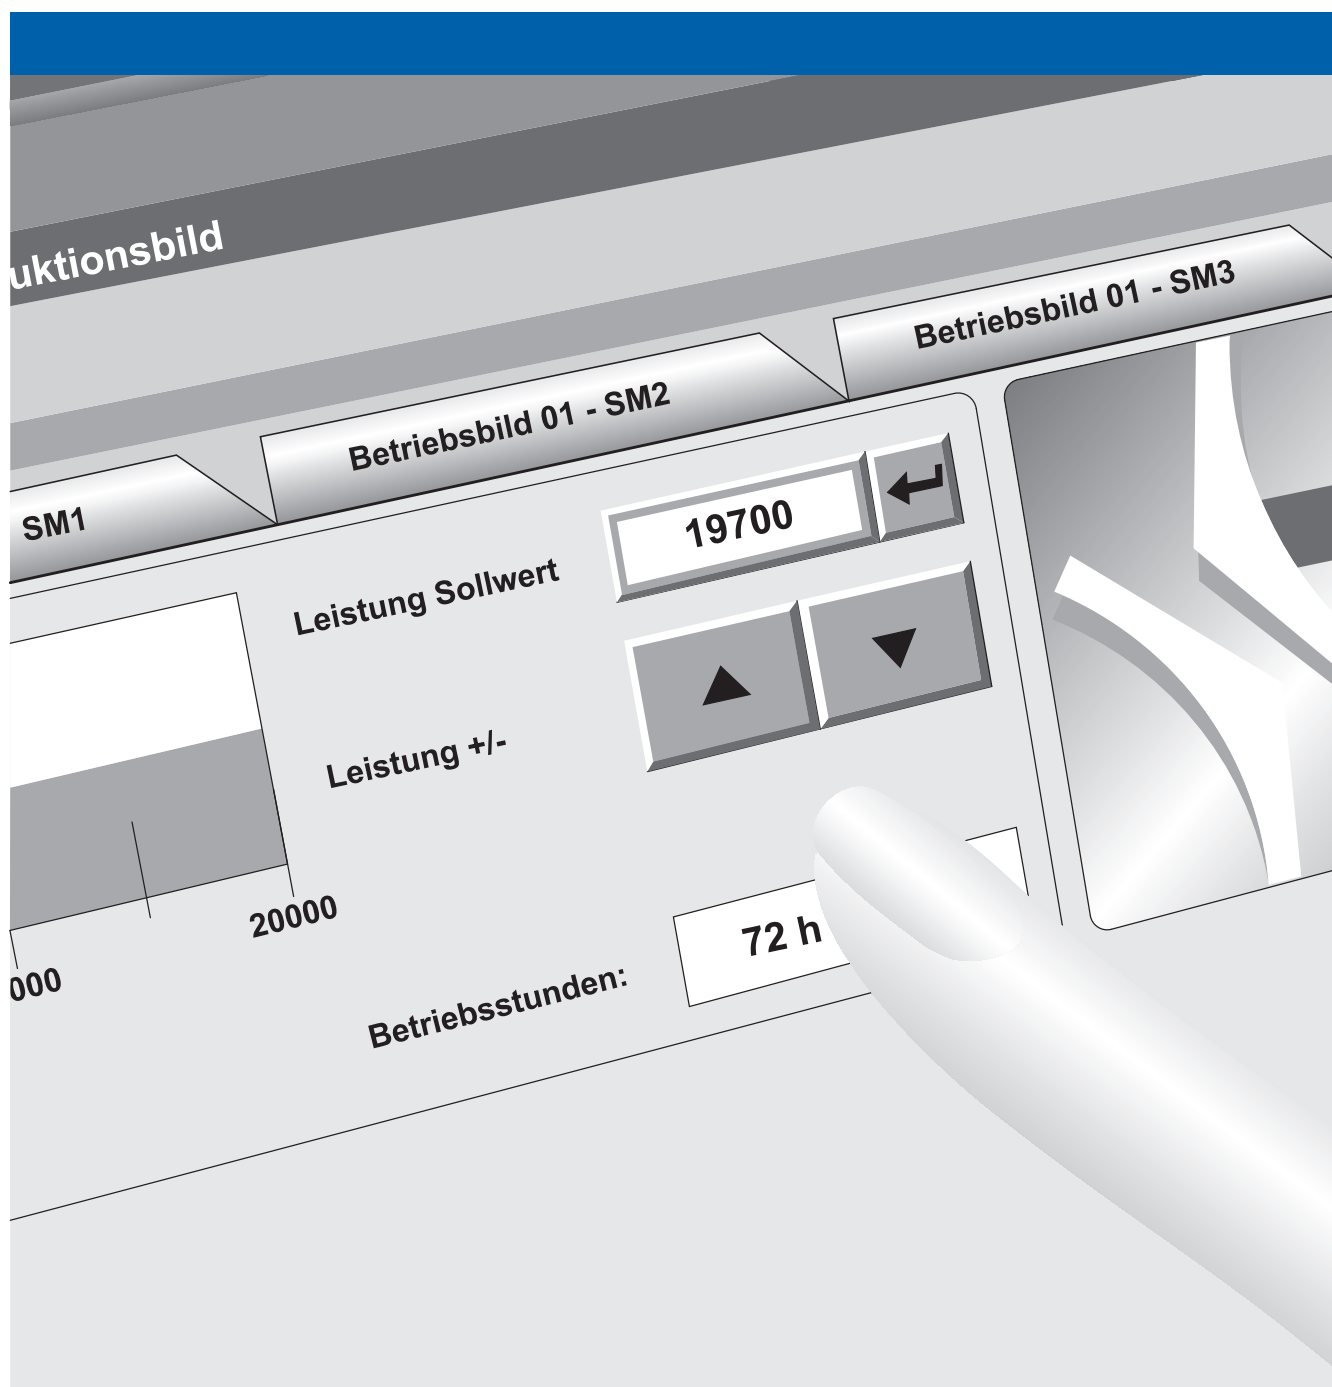 uktionsbild
SM1
Betriebsbild 01 - SM2
Betriebsbild 01 - SM3
Leistung Sollwert
19700
Leistung +/-
20000
000
Betriebsstunden:
72 h